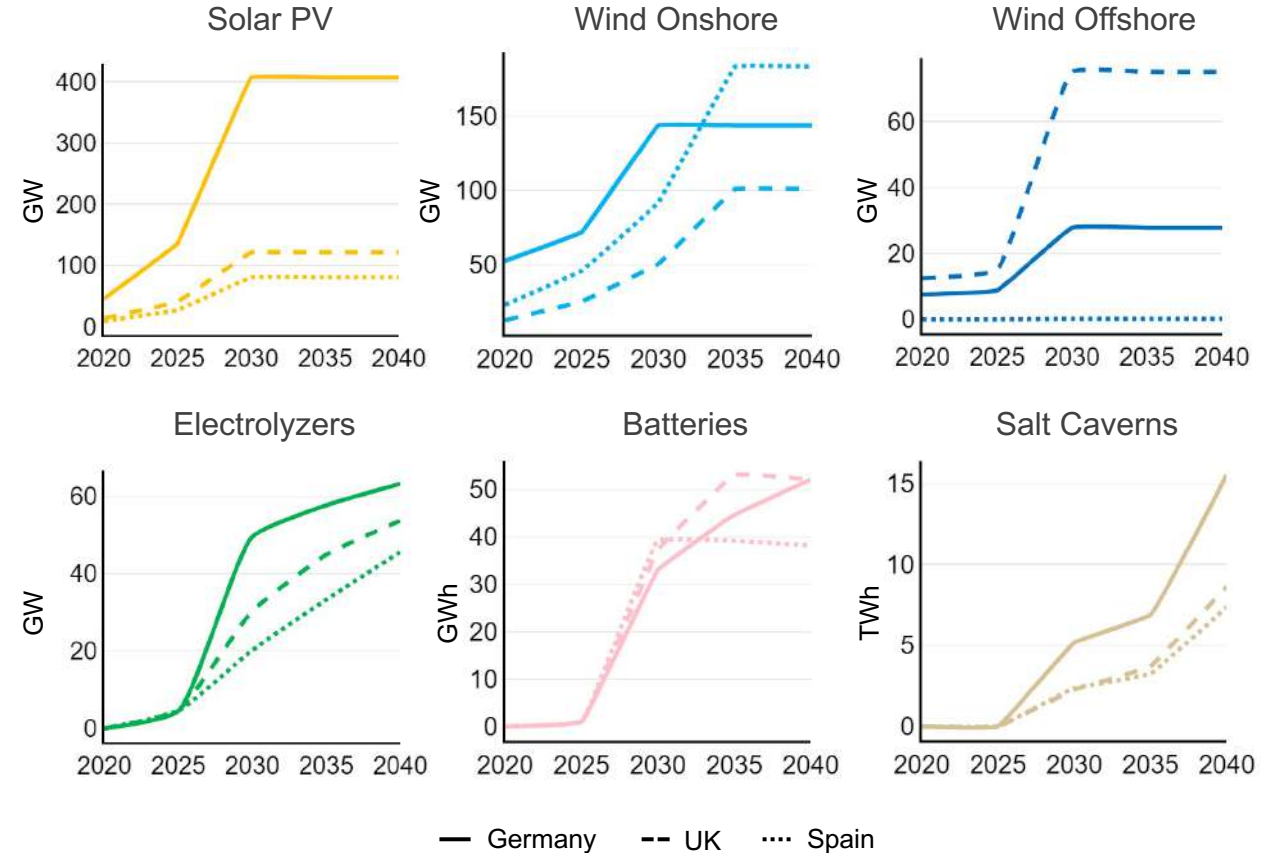 Solar PV
Wind Onshore
Wind Offshore
GW
400
300
200
100
0
2020 2025 2030 2035 2040
GW
150
100
50
2020 2025 2030 2035 2040
GW
60
40
20
0
2020 2025 2030 2035 2040
Electrolyzers
Batteries
Salt Caverns
GW
60
40
20
0
2020 2025 2030 2035 2040
GWh
50
40
30
20
10
0
2020 2025 2030 2035 2040
TWh
15
10
5
0
2020 2025 2030 2035 2040
Germany UK Spain